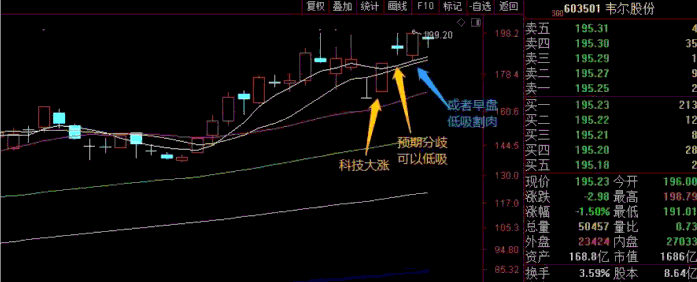 复权 叠加 统计 画线 F10 标记 -自选 返回
300 603501 韦尔股份
卖五 195.31 4
卖四 195.30 35
卖三 195.29 1
卖二 195.27 9
卖一 195.25 2
买一 195.23 213
买二 195.22 12
买三 195.21 8
买四 195.20 28
买五 195.18 2
现价 195.23 今开 196.00
涨跌 -2.98 最高 198.79
涨幅 -1.50% 最低 191.01
总量 50457 量比 0.73
外盘 23424 内盘 27033
资产 168.8亿 市值 1686亿
换手 3.59% 股本 8.64亿
199.20
198.2
178.4
160.6
144.5
130.0
117.0
105.3
94.80
85.32
或者早盘
低吸割肉
预期分歧
可以低吸
科技大涨